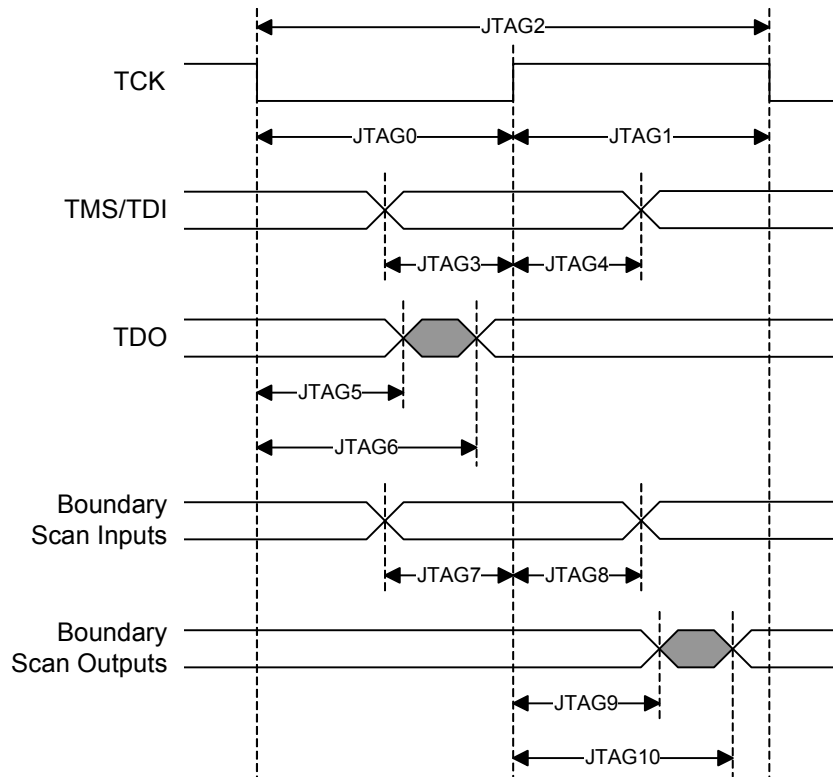 JTAG2
TCK
JTAG0
JTAG1
TMS/TDI
JTAG3
JTAG4
TDO
JTAG5
JTAG6
Boundary
Scan Inputs
JTAG7
JTAG8
Boundary
Scan Outputs
JTAG9
JTAG10